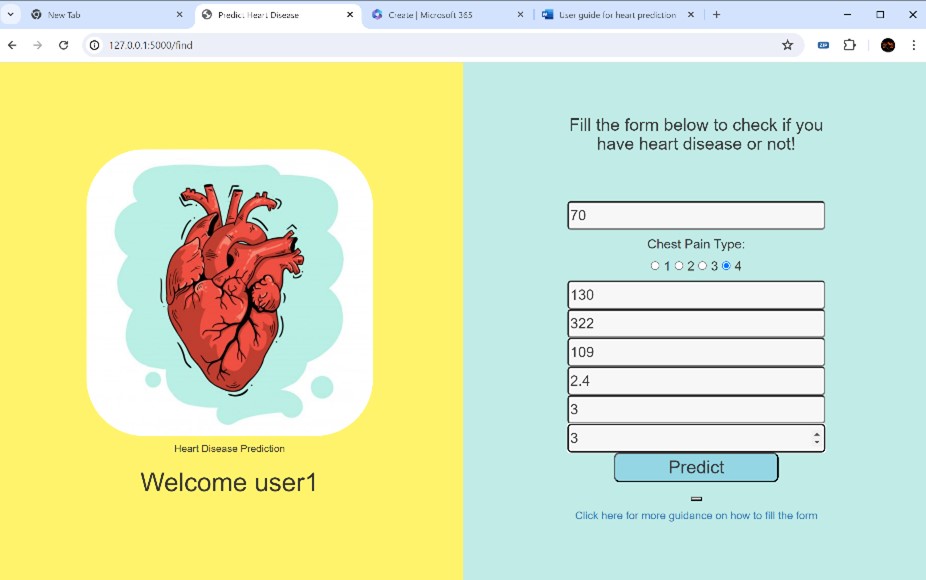 New Tab
Predict Heart Disease
Create | Microsoft 365
User guide for heart prediction
127.0.0.1:5000/find
ZIP
Heart Disease Prediction
Welcome user1
Fill the form below to check if you
have heart disease or not!
70
Chest Pain Type:
1 2 3 4
130
322
109
2.4
3
3
Predict
Click here for more guidance on how to fill the form